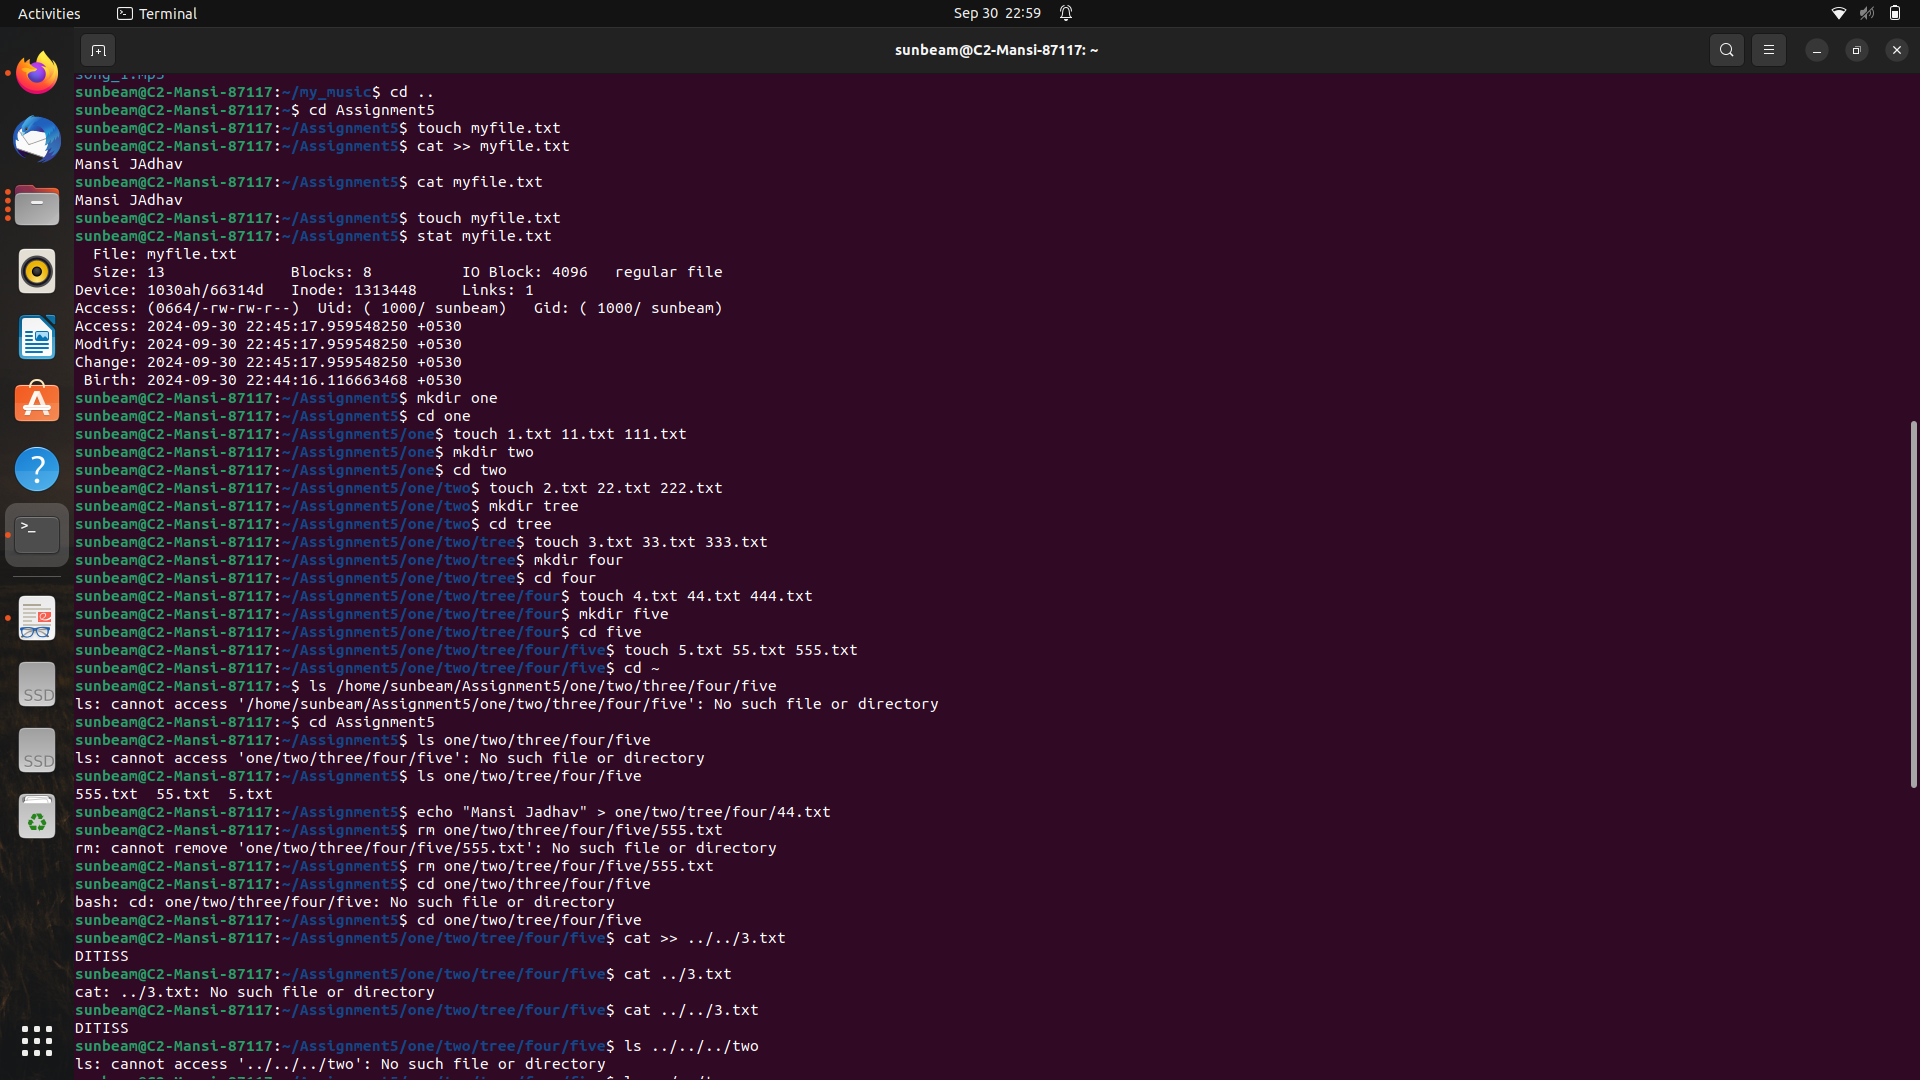 Activities
Terminal
Sep 30 22:59
sunbeam@C2-Mansi-87117: ~
song_1.mp3
sunbeam@C2-Mansi-87117:~/my_music$ cd ..
sunbeam@C2-Mansi-87117:~$ cd Assignment5
sunbeam@C2-Mansi-87117:~/Assignment5$ touch myfile.txt
sunbeam@C2-Mansi-87117:~/Assignment5$ cat >> myfile.txt
Mansi JAdhav
sunbeam@C2-Mansi-87117:~/Assignment5$ cat myfile.txt
Mansi JAdhav
sunbeam@C2-Mansi-87117:~/Assignment5$ touch myfile.txt
sunbeam@C2-Mansi-87117:~/Assignment5$ stat myfile.txt
  File: myfile.txt
  Size: 13              Blocks: 8          IO Block: 4096   regular file
Device: 1030ah/66314d   Inode: 1313448     Links: 1
Access: (0664/-rw-rw-r--)  Uid: ( 1000/ sunbeam)   Gid: ( 1000/ sunbeam)
Access: 2024-09-30 22:45:17.959548250 +0530
Modify: 2024-09-30 22:45:17.959548250 +0530
Change: 2024-09-30 22:45:17.959548250 +0530
 Birth: 2024-09-30 22:44:16.116663468 +0530
sunbeam@C2-Mansi-87117:~/Assignment5$ mkdir one
sunbeam@C2-Mansi-87117:~/Assignment5$ cd one
sunbeam@C2-Mansi-87117:~/Assignment5/one$ touch 1.txt 11.txt 111.txt
sunbeam@C2-Mansi-87117:~/Assignment5/one$ mkdir two
sunbeam@C2-Mansi-87117:~/Assignment5/one$ cd two
sunbeam@C2-Mansi-87117:~/Assignment5/one/two$ touch 2.txt 22.txt 222.txt
sunbeam@C2-Mansi-87117:~/Assignment5/one/two$ mkdir tree
sunbeam@C2-Mansi-87117:~/Assignment5/one/two$ cd tree
sunbeam@C2-Mansi-87117:~/Assignment5/one/two/tree$ touch 3.txt 33.txt 333.txt
sunbeam@C2-Mansi-87117:~/Assignment5/one/two/tree$ mkdir four
sunbeam@C2-Mansi-87117:~/Assignment5/one/two/tree$ cd four
sunbeam@C2-Mansi-87117:~/Assignment5/one/two/tree/four$ touch 4.txt 44.txt 444.txt
sunbeam@C2-Mansi-87117:~/Assignment5/one/two/tree/four$ mkdir five
sunbeam@C2-Mansi-87117:~/Assignment5/one/two/tree/four$ cd five
sunbeam@C2-Mansi-87117:~/Assignment5/one/two/tree/four/five$ touch 5.txt 55.txt 555.txt
sunbeam@C2-Mansi-87117:~/Assignment5/one/two/tree/four/five$ cd ~
sunbeam@C2-Mansi-87117:~$ ls /home/sunbeam/Assignment5/one/two/three/four/five
ls: cannot access '/home/sunbeam/Assignment5/one/two/three/four/five': No such file or directory
sunbeam@C2-Mansi-87117:~$ cd Assignment5
sunbeam@C2-Mansi-87117:~/Assignment5$ ls one/two/three/four/five
ls: cannot access 'one/two/three/four/five': No such file or directory
sunbeam@C2-Mansi-87117:~/Assignment5$ ls one/two/tree/four/five
555.txt  55.txt  5.txt
sunbeam@C2-Mansi-87117:~/Assignment5$ echo "Mansi Jadhav" > one/two/tree/four/44.txt
sunbeam@C2-Mansi-87117:~/Assignment5$ rm one/two/three/four/five/555.txt
rm: cannot remove 'one/two/three/four/five/555.txt': No such file or directory
sunbeam@C2-Mansi-87117:~/Assignment5$ rm one/two/tree/four/five/555.txt
sunbeam@C2-Mansi-87117:~/Assignment5$ cd one/two/three/four/five
bash: cd: one/two/three/four/five: No such file or directory
sunbeam@C2-Mansi-87117:~/Assignment5$ cd one/two/tree/four/five
sunbeam@C2-Mansi-87117:~/Assignment5/one/two/tree/four/five$ cat >> ../../3.txt
DITISS
sunbeam@C2-Mansi-87117:~/Assignment5/one/two/tree/four/five$ cat ../3.txt
cat: ../3.txt: No such file or directory
sunbeam@C2-Mansi-87117:~/Assignment5/one/two/tree/four/five$ cat ../../3.txt
DITISS
sunbeam@C2-Mansi-87117:~/Assignment5/one/two/tree/four/five$ ls ../../../two
ls: cannot access '../../../two': No such file or directory
SSD
SSD